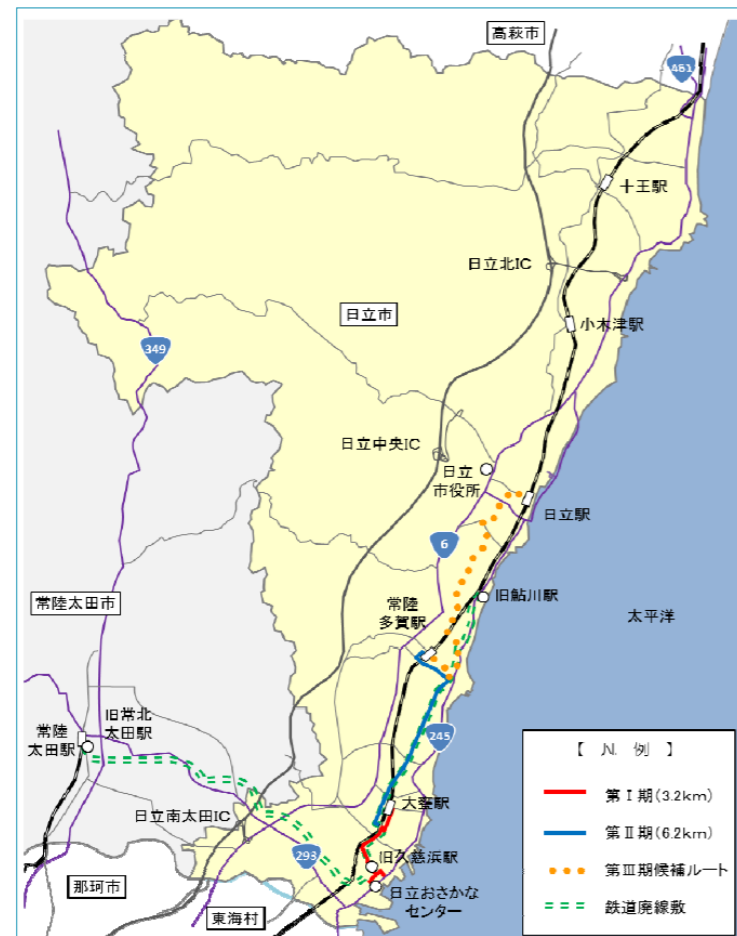 高萩市
461
十王駅
日立北IC
小木津駅
日立市
349
日立中央IC
日立
市役所
日立駅
6
旧鮎川駅
常陸太田市
常陸
多賀駅
太平洋
旧常北
太田駅
常陸
太田駅
245
大甕駅
日立南太田IC
293
旧久慈浜駅
那珂市
東海村
日立おさかな
センター
【 凡 例 】
第Ⅰ期(3.2km)
第Ⅱ期(6.2km)
第Ⅲ期候補ルート
鉄道廃線敷